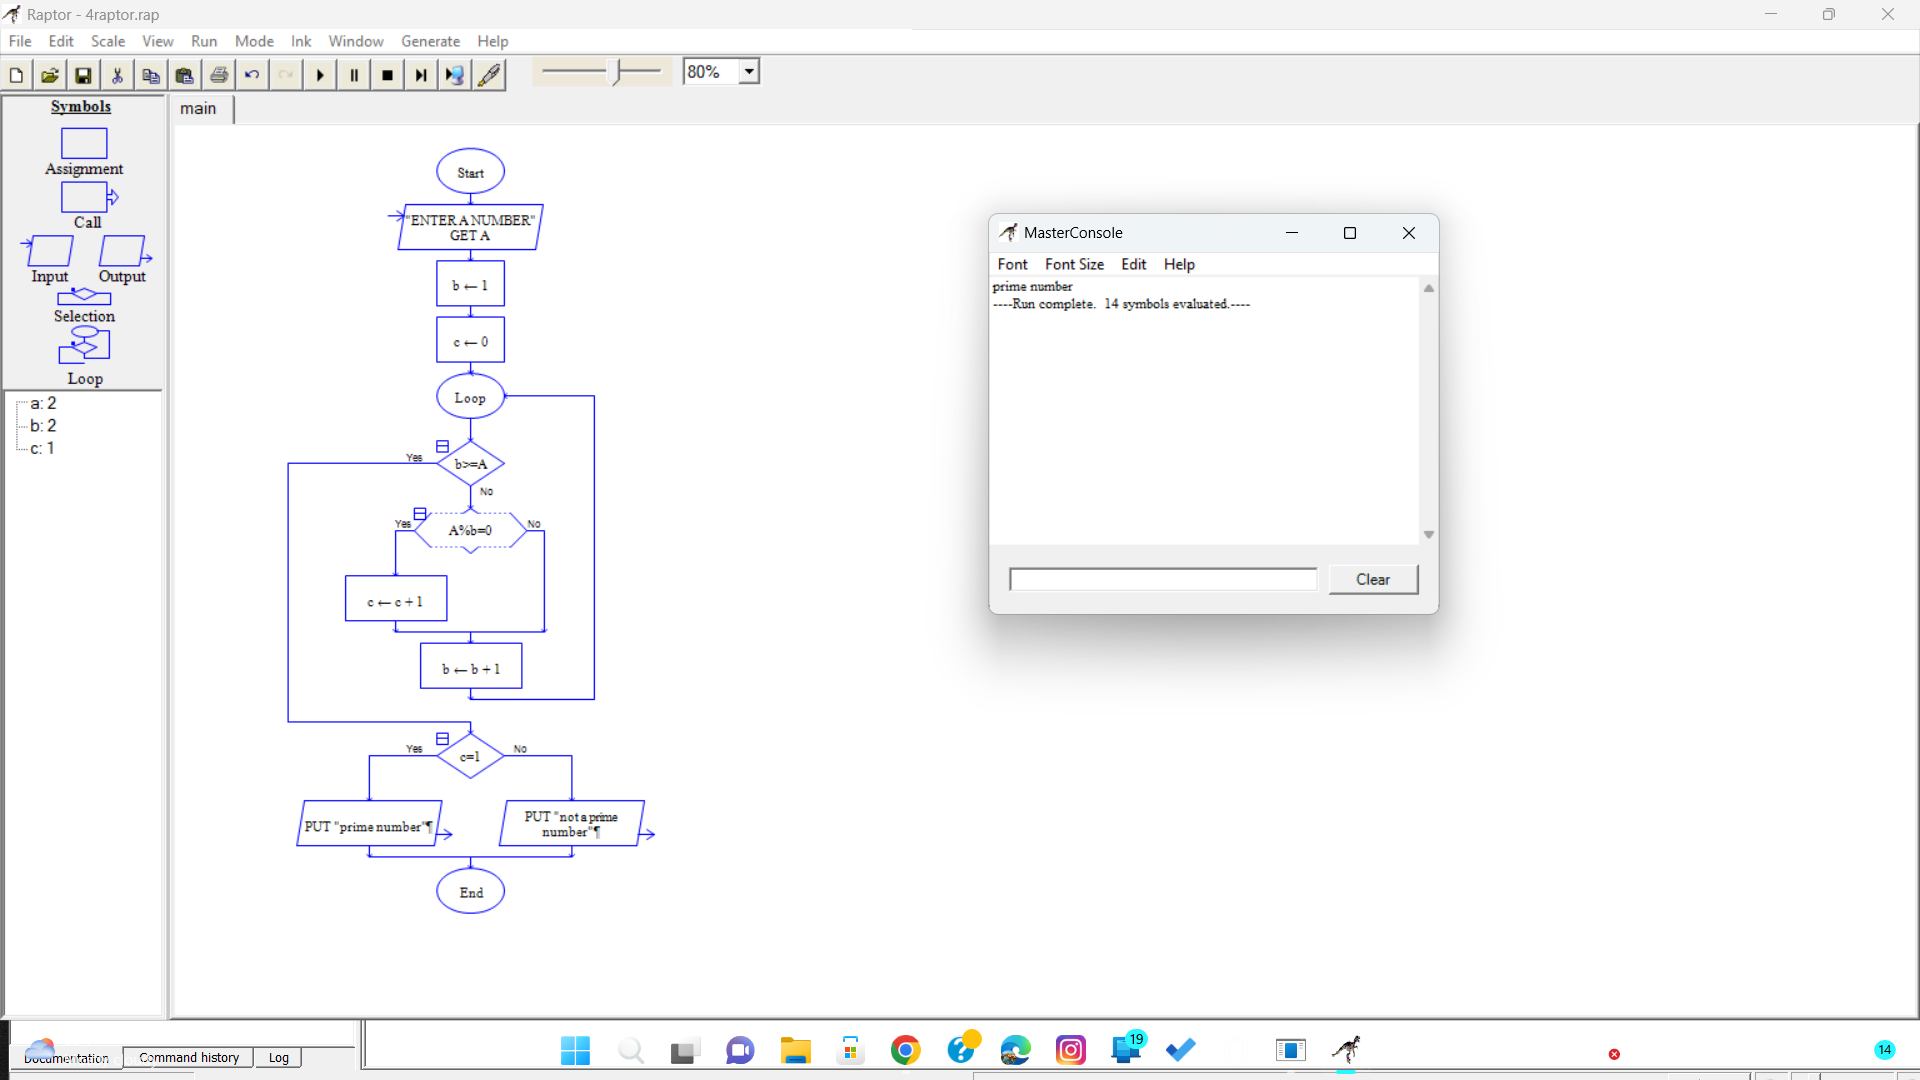 Raptor - 4raptor.rap
File Edit Scale View Run Mode Ink Window Generate Help
80%
Symbols
main
Assignment
Call
Input Output
Selection
Loop
a: 2
b: 2
c: 1
Start
"ENTER A NUMBER"
GET A
b ← 1
c ← 0
Loop
b>=A
Yes
No
A%b=0
Yes
No
c ← c + 1
b ← b + 1
c=1
Yes
No
PUT "prime number"¶
PUT "not a prime
number"¶
End
MasterConsole
Font Font Size Edit Help
prime number
----Run complete. 14 symbols evaluated.----
Clear
Documentation Command history Log
19
14